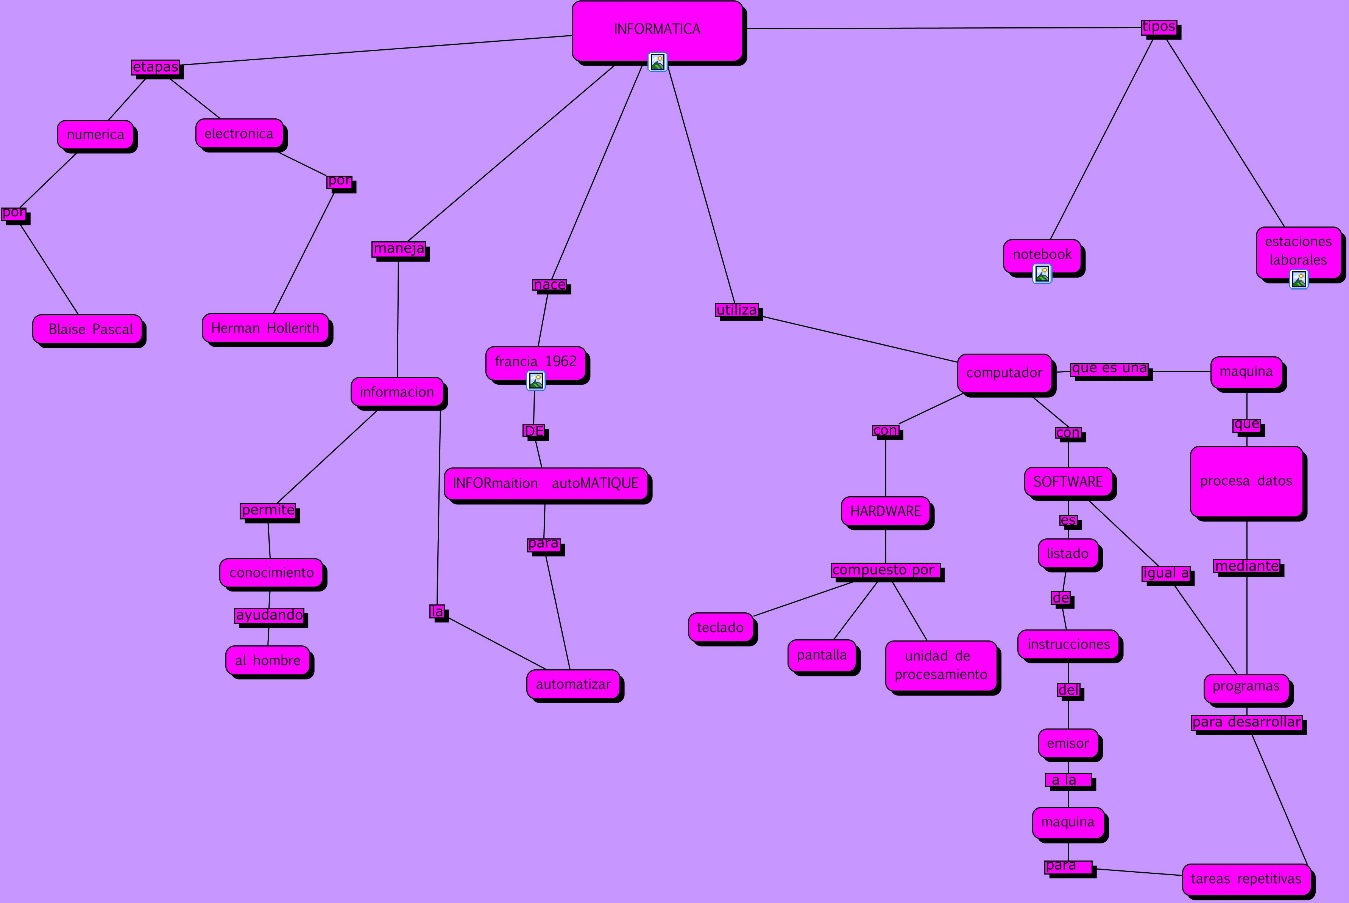 INFORMATICA
tipos
etapas
numerica
electronica
por
por
Blaise Pascal
Herman Hollerith
maneja
nace
utiliza
notebook
estaciones
laborales
francia 1962
computador
que es una
maquina
informacion
DE
INFORmaition autoMATIQUE
con
con
que
procesa datos
SOFTWARE
HARDWARE
permite
es
para
listado
compuesto por
igual a
mediante
conocimiento
ayudando
al hombre
la
automatizar
teclado
pantalla
unidad de
procesamiento
de
instrucciones
del
programas
para desarrollar
emisor
a la
maquina
para
tareas repetitivas